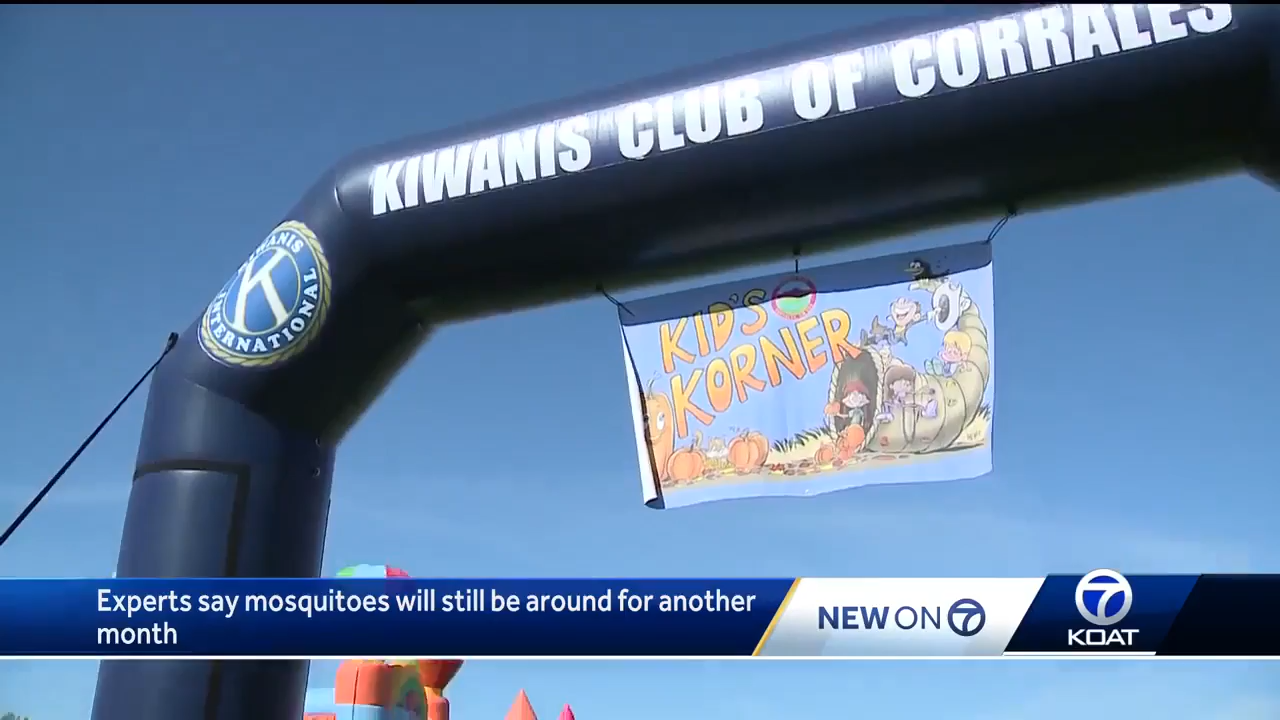 KIWANIS CLUB OF CORRALES
KIWANIS
K
INTERNATIONAL
KID'S
KORNER
Experts say mosquitoes will still be around for another
month
NEW ON 7
7
KOAT